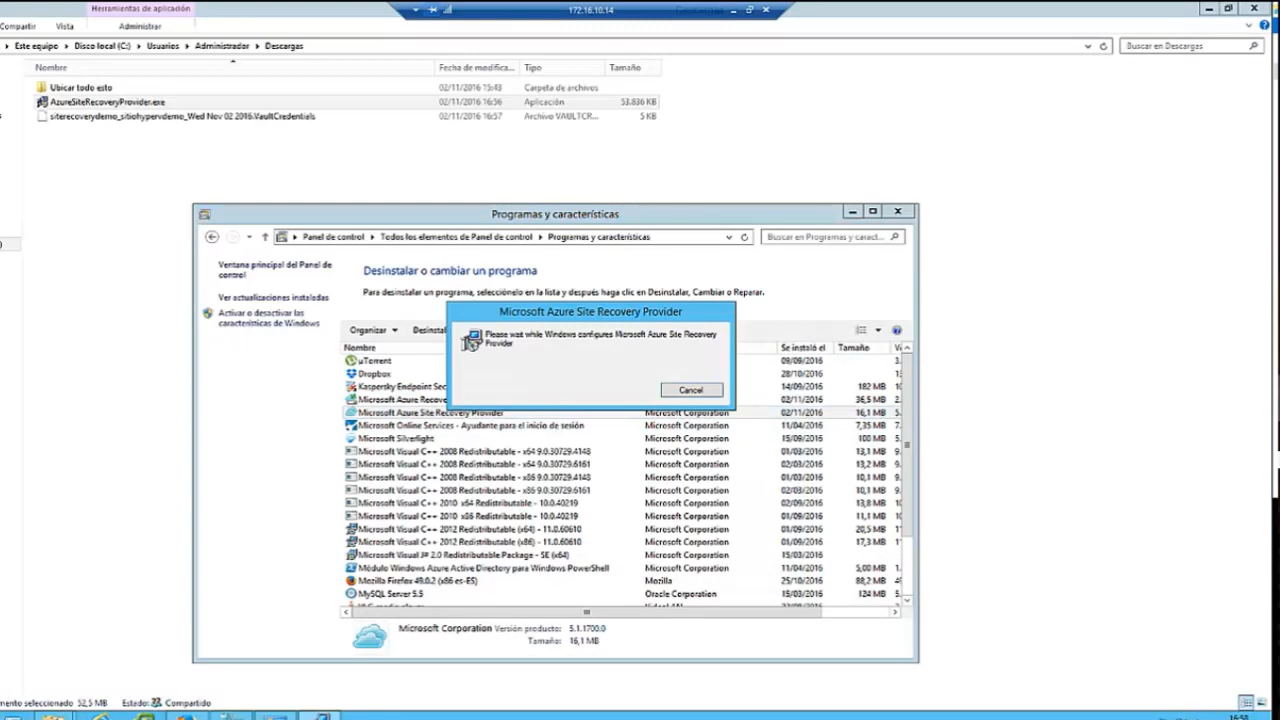 Herramientas de aplicación
172.16.10.14
Compartir Vista Administrar
Este equipo Disco local (C:) Usuarios Administrador Descargas Buscar en Descargas
Nombre Fecha de modifica... Tipo Tamaño
Ubicar todo esto 02/11/2016 15:43 Carpeta de archivos
AzureSiteRecoveryProvider.exe 02/11/2016 16:56 Aplicación 53.836 KB
siterecoverydemo_sitiohypervdemo_Wed Nov 02 2016.VaultCredentials 02/11/2016 16:57 Archivo VAULTCR... 5 KB
Programas y características
Panel de control Todos los elementos de Panel de control Programas y características Buscar en Programas y caract...
Ventana principal del Panel de control
Ver actualizaciones instaladas
Activar o desactivar las características de Windows
Desinstalar o cambiar un programa
Para desinstalar un programa, selecciónelo en la lista y después haga clic en Desinstalar, Cambiar o Reparar.
Microsoft Azure Site Recovery Provider
Please wait while Windows configures Microsoft Azure Site Recovery
Provider
Cancel
Organizar Desinstal
Nombre Se instaló el Tamaño
uTorrent 09/09/2016
Dropbox 28/10/2016
Kaspersky Endpoint Sec 14/09/2016 182 MB
Microsoft Azure Recove 02/11/2016 36,5 MB
Microsoft Azure Site Recovery Provider Microsoft Corporation 02/11/2016 16,1 MB
Microsoft Online Services - Ayudante para el inicio de sesión Microsoft Corporation 11/04/2016 7,35 MB
Microsoft Silverlight Microsoft Corporation 15/09/2016 100 MB
Microsoft Visual C++ 2008 Redistributable - x64 9.0.30729.4148 Microsoft Corporation 01/03/2016 13,1 MB
Microsoft Visual C++ 2008 Redistributable - x64 9.0.30729.6161 Microsoft Corporation 02/03/2016 13,2 MB
Microsoft Visual C++ 2008 Redistributable - x86 9.0.30729.4148 Microsoft Corporation 01/09/2016 10,1 MB
Microsoft Visual C++ 2008 Redistributable - x86 9.0.30729.6161 Microsoft Corporation 02/03/2016 10,1 MB
Microsoft Visual C++ 2010 x64 Redistributable - 10.0.40219 Microsoft Corporation 02/03/2016 13,8 MB
Microsoft Visual C++ 2010 x86 Redistributable - 10.0.40219 Microsoft Corporation 01/09/2016 11,1 MB
Microsoft Visual C++ 2012 Redistributable (x64) - 11.0.60610 Microsoft Corporation 01/09/2016 20,5 MB
Microsoft Visual C++ 2012 Redistributable (x86) - 11.0.60610 Microsoft Corporation 01/09/2016 17,3 MB
Microsoft Visual J# 2.0 Redistributable Package - SE (x64) Microsoft Corporation 15/03/2016
Módulo Windows Azure Active Directory para Windows PowerShell Microsoft Corporation 11/04/2016 5,00 MB
Mozilla Firefox 49.0.2 (x86 es-ES) Mozilla 25/10/2016 88,2 MB
MySQL Server 5.5 Oracle Corporation 15/03/2016 124 MB
Microsoft Corporation Versión producto: 5.1.1700.0
Tamaño: 16,1 MB
mento seleccionado 52,5 MB Estado: Compartido
16:58